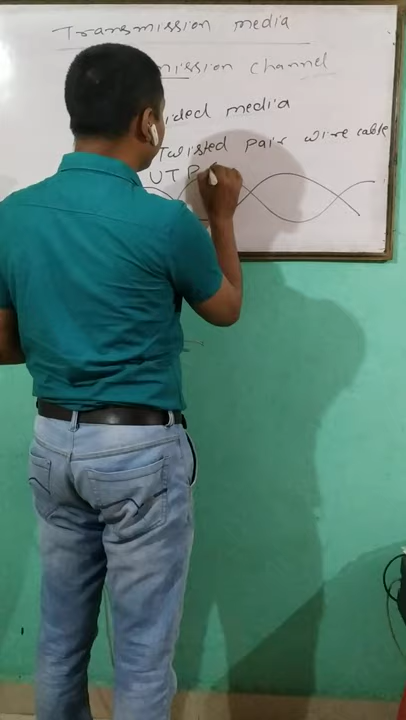 Transmission media
mission channel
ided media
Twisted pair wire cable
UTP